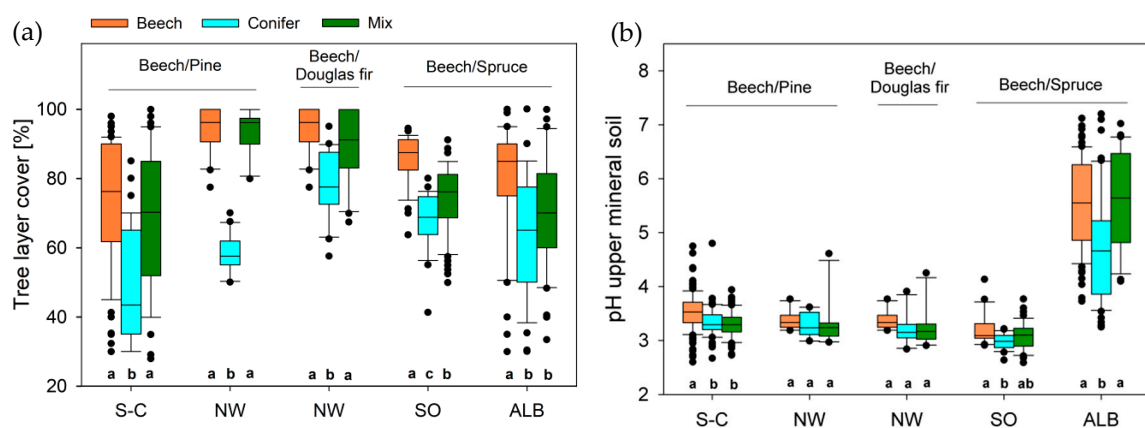 Beech Conifer Mix
(a)
Beech/Pine
Beech/
Douglas fir
Beech/Spruce
Tree layer cover [%]
100
80
60
40
20
a b a a b a a b a a c b a b b
S-C NW NW SO ALB
(b)
Beech/Pine
Beech/
Douglas fir
Beech/Spruce
pH upper mineral soil
8
7
6
5
4
3
2
a b b a a a a a a a b ab a b a
S-C NW NW SO ALB